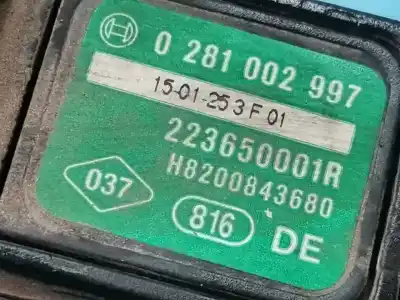 0 281 002 997
15-01-25 3 F 01
223650001R
H8200843680
037
816 DE